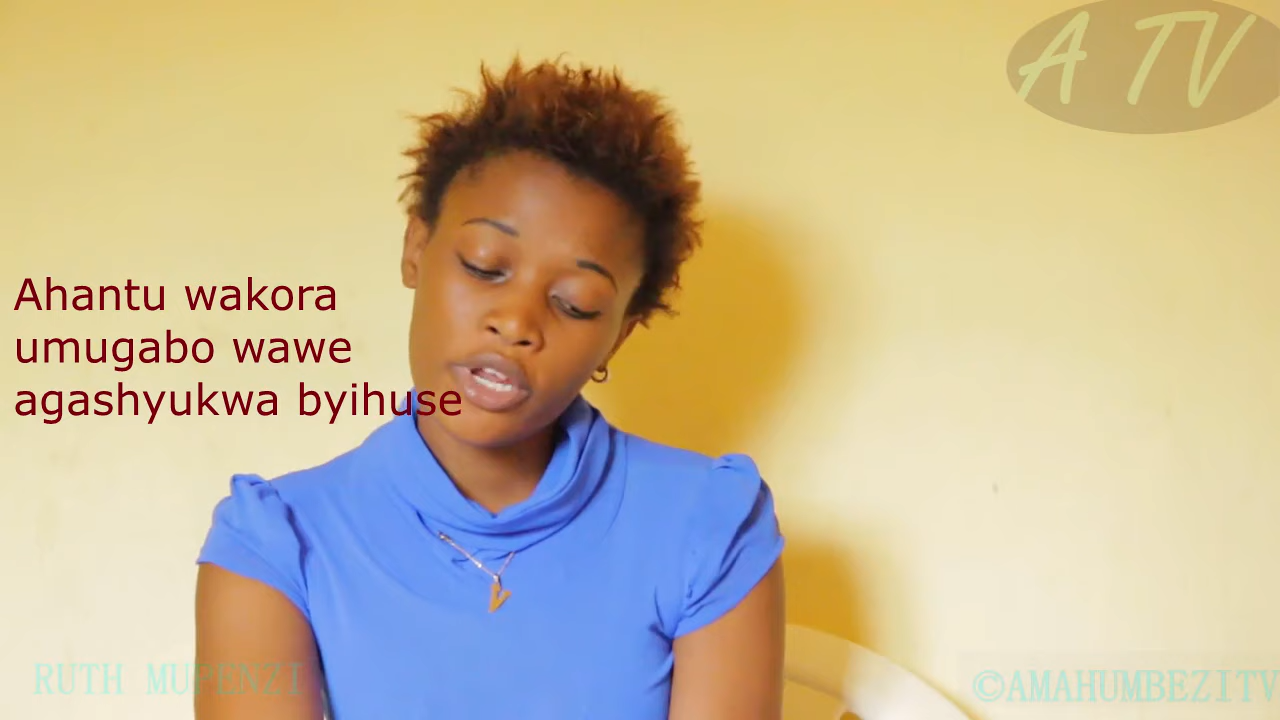 A TV
Ahantu wakora
umugabo wawe
agashyukwa byihuse
RUTH MUPENZI
©AMAHUMBEZITV